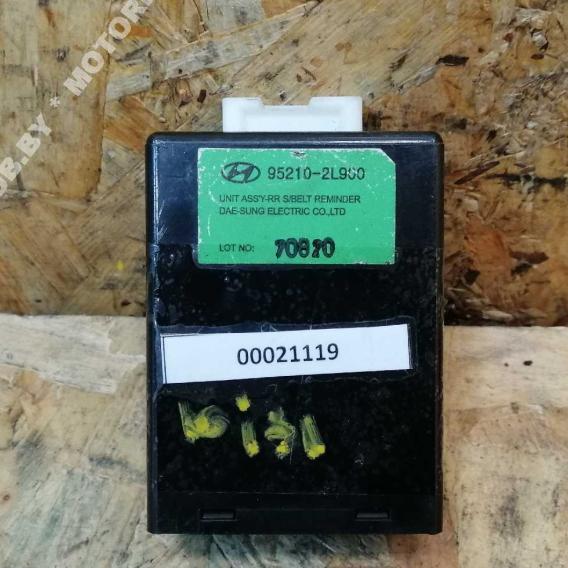 95210-2L900
UNIT ASS'Y-RR S/BELT REMINDER
DAE-SUNG ELECTRIC CO.,LTD
LOT NO: 70820
00021119